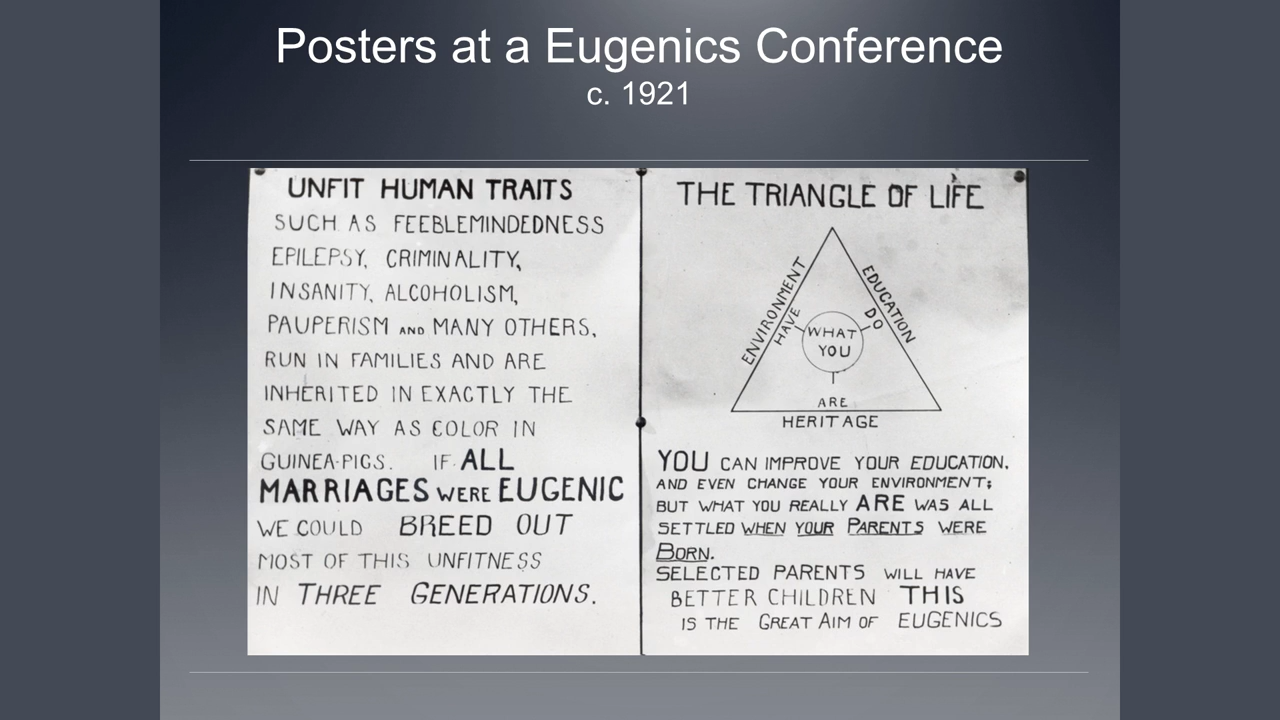 Posters at a Eugenics Conference
c. 1921
UNFIT HUMAN TRAITS
SUCH AS FEEBLEMINDEDNESS
EPILEPSY, CRIMINALITY,
INSANITY, ALCOHOLISM,
PAUPERISM AND MANY OTHERS,
RUN IN FAMILIES AND ARE
INHERITED IN EXACTLY THE
SAME WAY AS COLOR IN
GUINEA-PIGS. IF ALL
MARRIAGES WERE EUGENIC
WE COULD BREED OUT
MOST OF THIS UNFITNESS
IN THREE GENERATIONS.
THE TRIANGLE OF LIFE
ENVIRONMENT
HAVE
EDUCATION
DO
WHAT
YOU
ARE
HERITAGE
YOU CAN IMPROVE YOUR EDUCATION,
AND EVEN CHANGE YOUR ENVIRONMENT;
BUT WHAT YOU REALLY ARE WAS ALL
SETTLED WHEN YOUR PARENTS WERE
BORN.
SELECTED PARENTS WILL HAVE
BETTER CHILDREN THIS
IS THE GREAT AIM OF EUGENICS